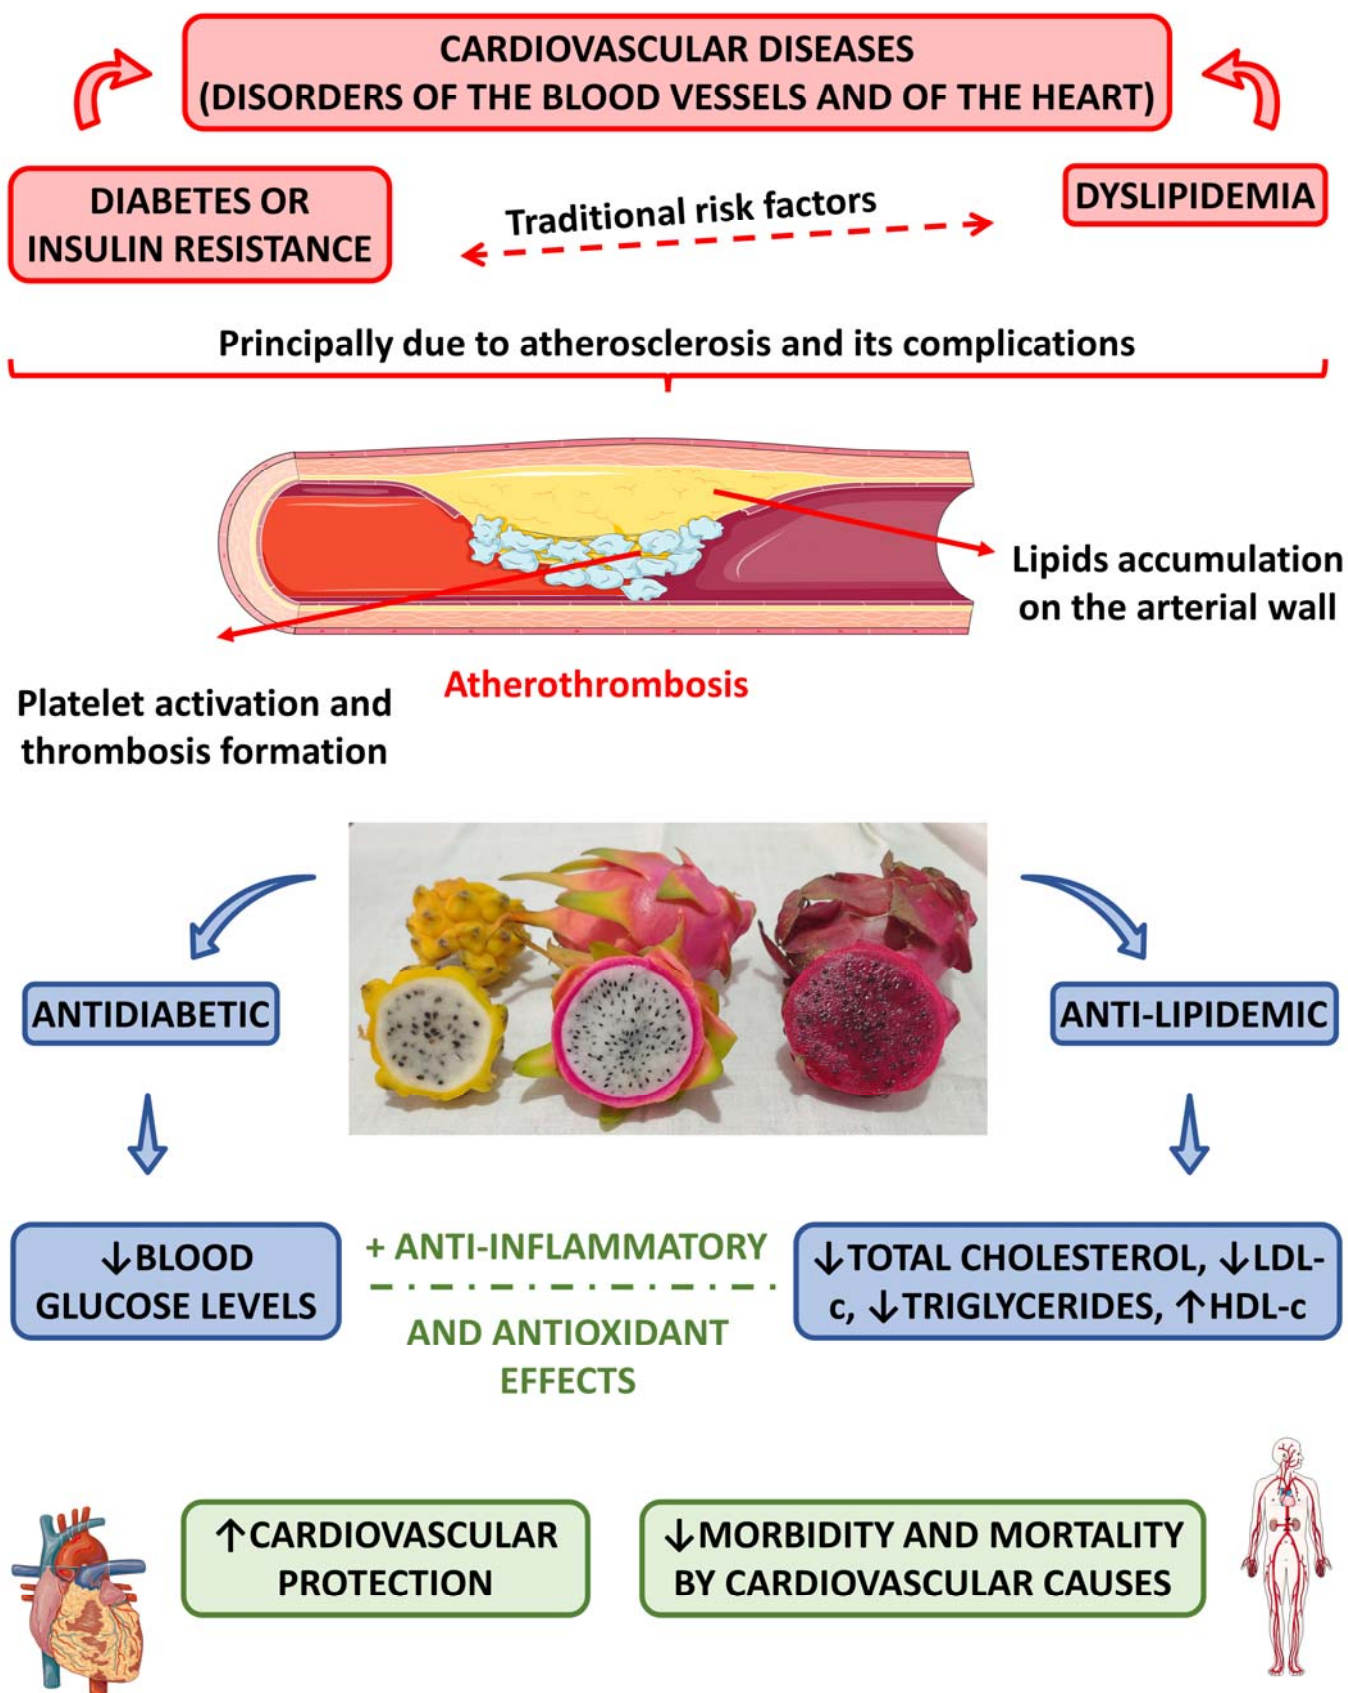 CARDIOVASCULAR DISEASES
(DISORDERS OF THE BLOOD VESSELS AND OF THE HEART)
DIABETES OR
INSULIN RESISTANCE
Traditional risk factors
DYSLIPIDEMIA
Principally due to atherosclerosis and its complications
Lipids accumulation
on the arterial wall
Platelet activation and
thrombosis formation
Atherothrombosis
ANTIDIABETIC
ANTI-LIPIDEMIC
↓BLOOD
GLUCOSE LEVELS
+ ANTI-INFLAMMATORY
AND ANTIOXIDANT
EFFECTS
↓TOTAL CHOLESTEROL, ↓LDL-
c, ↓TRIGLYCERIDES, ↑HDL-c
↑CARDIOVASCULAR
PROTECTION
↓MORBIDITY AND MORTALITY
BY CARDIOVASCULAR CAUSES